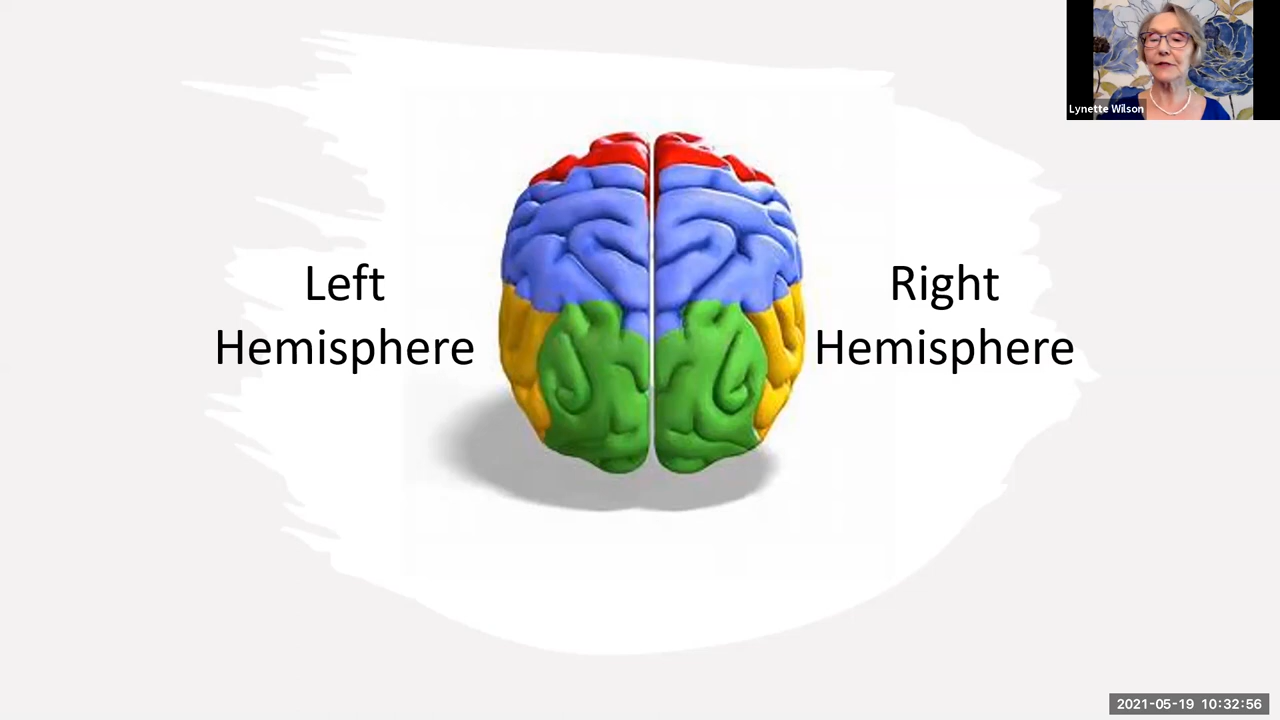 Lynette Wilson
Left
Hemisphere
Right
Hemisphere
2021-05-19 10:32:56